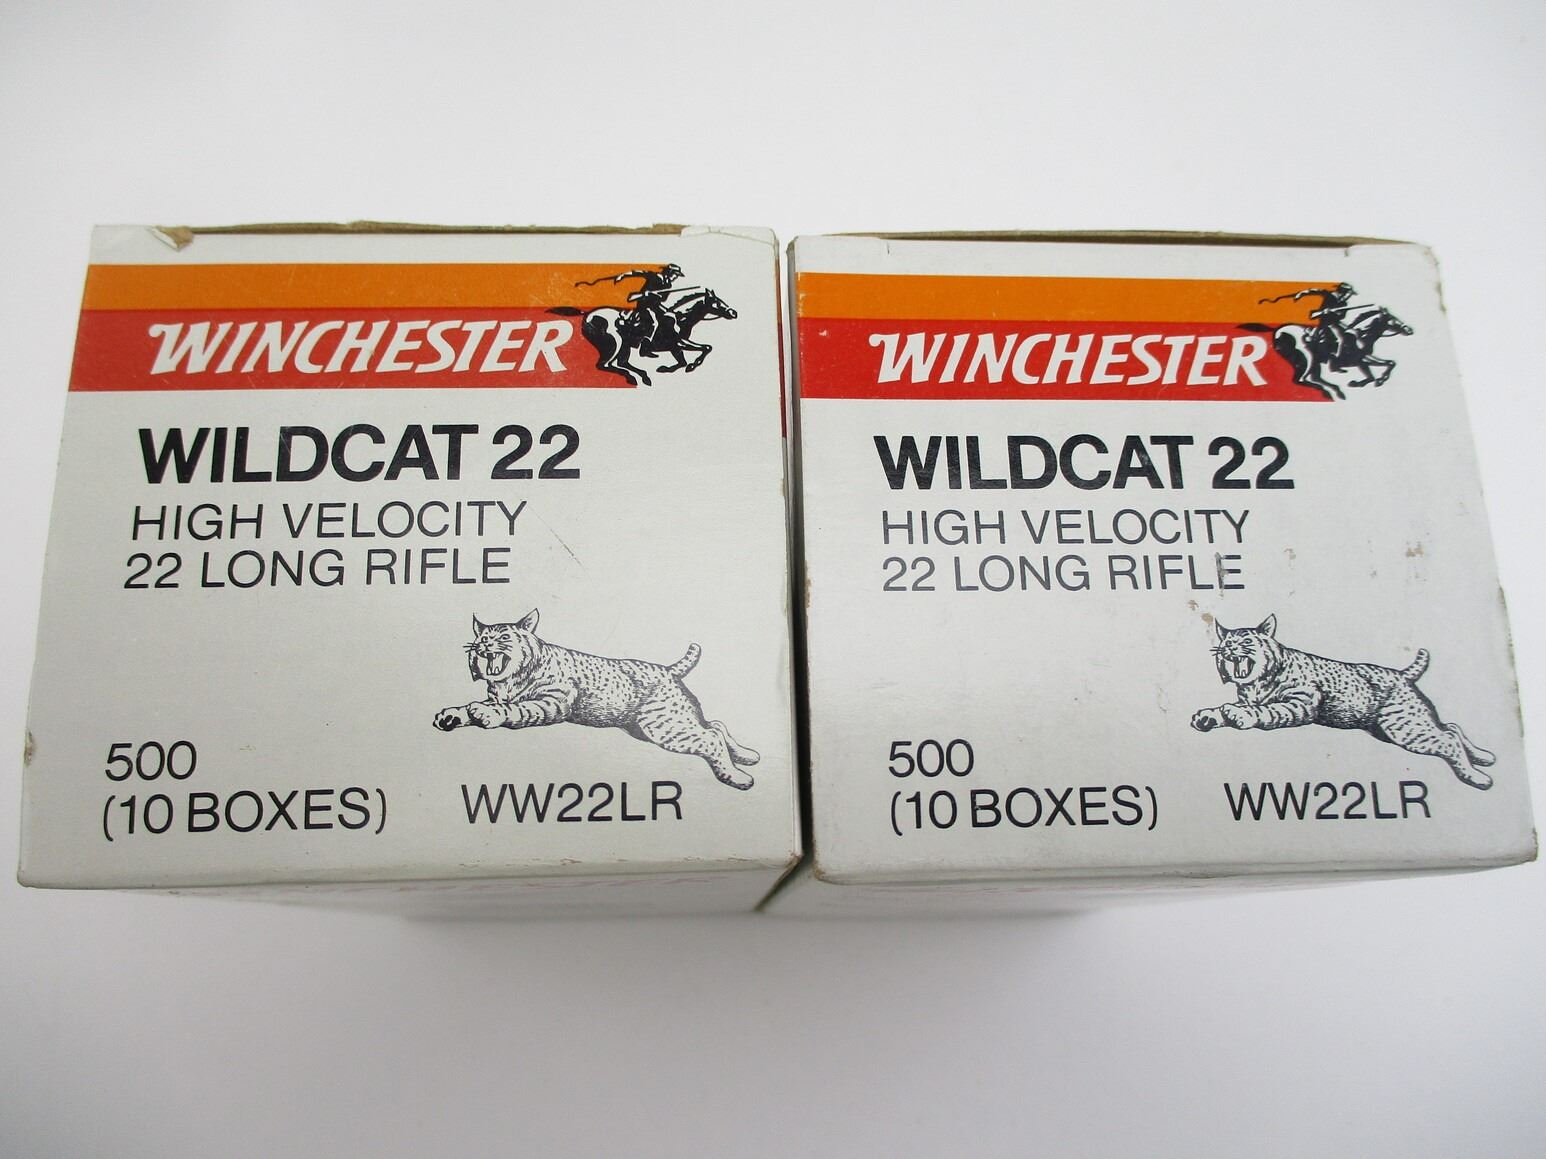 WINCHESTER
WILDCAT 22
HIGH VELOCITY
22 LONG RIFLE
500
(10 BOXES)
WW22LR
WINCHESTER
WILDCAT 22
HIGH VELOCITY
22 LONG RIFLE
500
(10 BOXES)
WW22LR